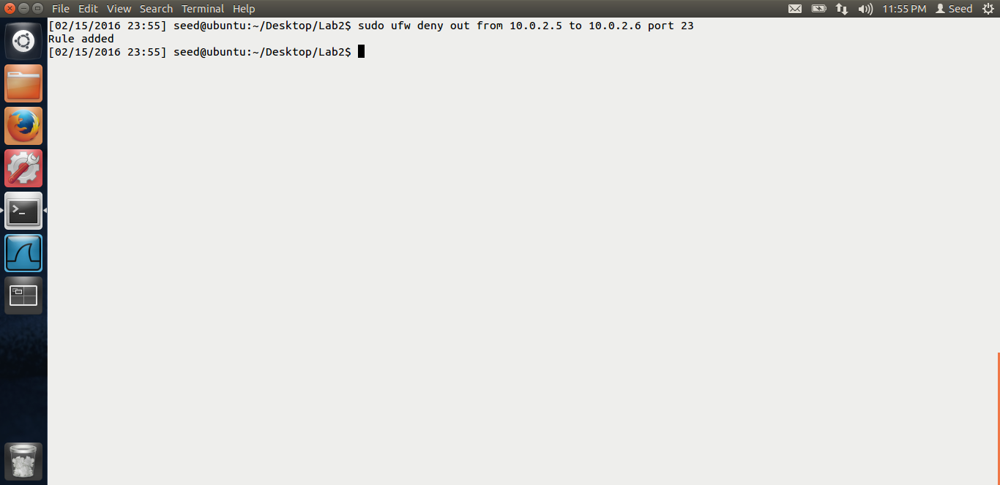 File Edit View Search Terminal Help 11:55 PM Seed
[02/15/2016 23:55] seed@ubuntu:~/Desktop/Lab2$ sudo ufw deny out from 10.0.2.5 to 10.0.2.6 port 23
Rule added
[02/15/2016 23:55] seed@ubuntu:~/Desktop/Lab2$